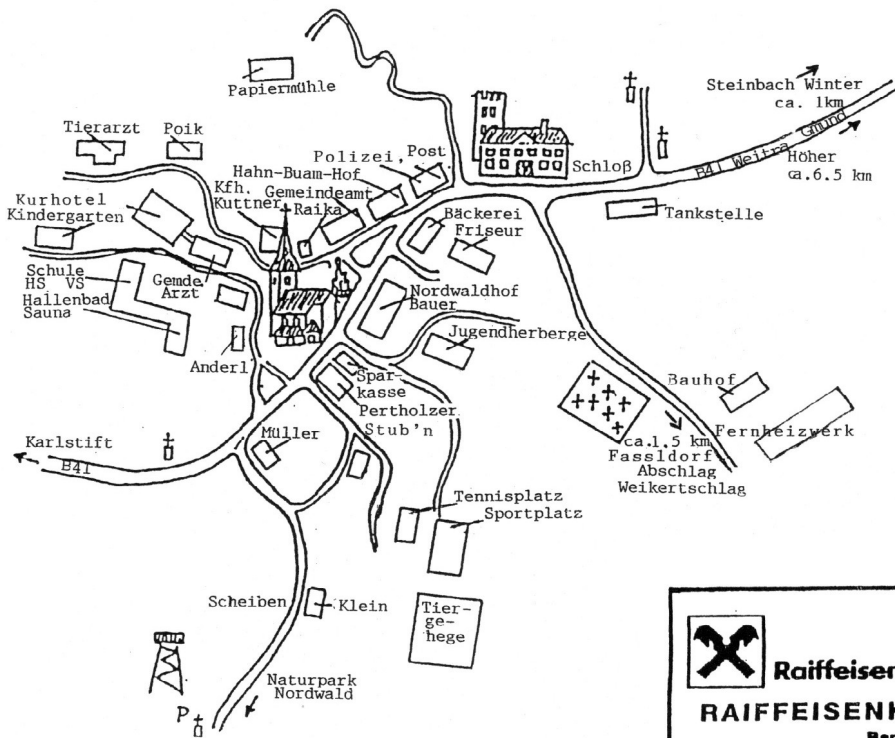 Steinbach Winter
ca. 1km
Papiermühle
B41 Weitra Gmünd
Höher
ca.6.5 km
Tierarzt
Poik
Polizei, Post
Schloß
Hahn-Buam-Hof
Kfh. Gemeindeamt
Kuttner Raika
Kurhotel
Kindergarten
Bäckerei
Friseur
Tankstelle
Schule
HS VS
Hallenbad
Sauna
Gemde
Arzt
Nordwaldhof
Bauer
Jugendherberge
Anderl
Spar-
kasse
Pertholzer
Stub'n
Bauhof
Fernheizwerk
ca.1.5 km
Fassldorf
Abschlag
Weikertschlag
Karlstift
B41
Müller
Tennisplatz
Sportplatz
Scheiben
Klein
Tier-
ge-
hege
Naturpark
Nordwald
P
Raiffeisen
RAIFFEISENK